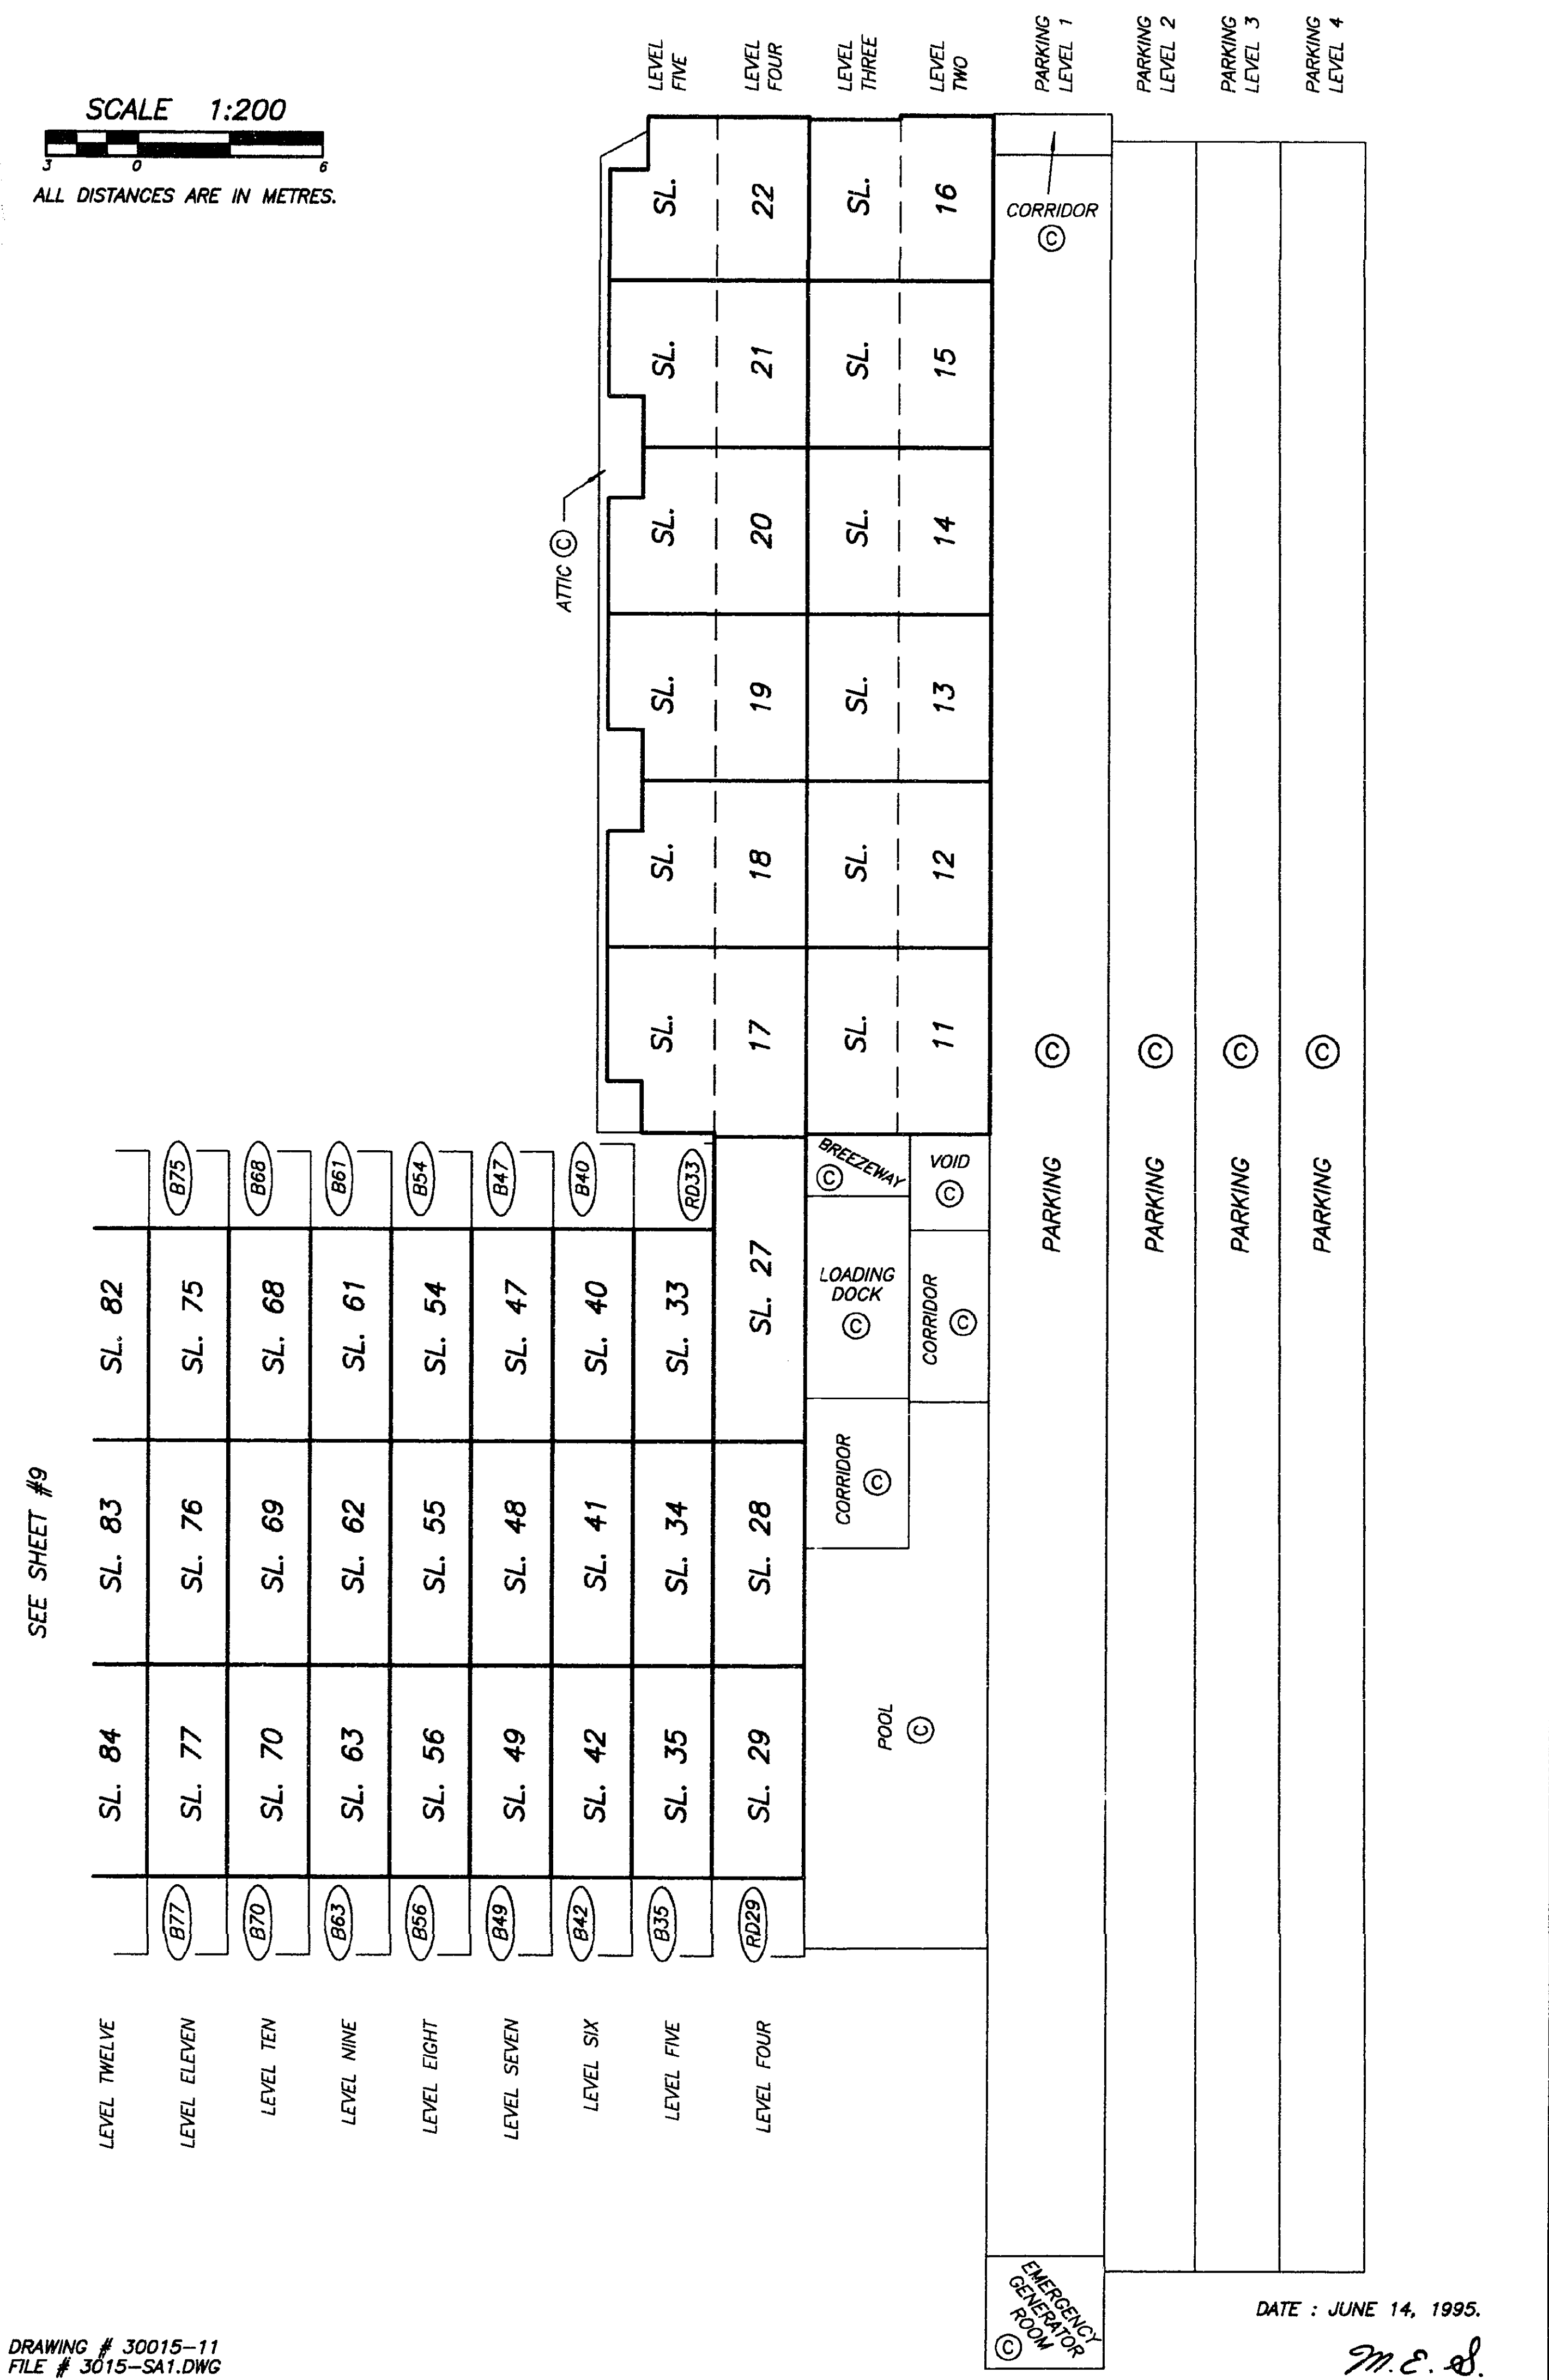 SCALE 1:200
3 0 6
ALL DISTANCES ARE IN METRES.
LEVEL FIVE
LEVEL FOUR
LEVEL THREE
LEVEL TWO
PARKING LEVEL 1
PARKING LEVEL 2
PARKING LEVEL 3
PARKING LEVEL 4
SL. 22
SL. 16
CORRIDOR
C
SL. 21
SL. 15
SL. 20
SL. 14
ATTIC C
SL. 19
SL. 13
SL. 18
SL. 12
SL. 17
SL. 11
PARKING C
PARKING C
PARKING C
PARKING C
B75
B68
B61
B54
B47
B40
RD33
BREEZEWAY
C
VOID
C
SL. 82
SL. 75
SL. 68
SL. 61
SL. 54
SL. 47
SL. 40
SL. 33
SL. 27
LOADING
DOCK
C
CORRIDOR
C
SEE SHEET #9
SL. 83
SL. 76
SL. 69
SL. 62
SL. 55
SL. 48
SL. 41
SL. 34
SL. 28
CORRIDOR
C
SL. 84
SL. 77
SL. 70
SL. 63
SL. 56
SL. 49
SL. 42
SL. 35
SL. 29
POOL
C
B77
B70
B63
B56
B49
B42
B35
RD29
LEVEL TWELVE
LEVEL ELEVEN
LEVEL TEN
LEVEL NINE
LEVEL EIGHT
LEVEL SEVEN
LEVEL SIX
LEVEL FIVE
LEVEL FOUR
EMERGENCY
GENERATOR
ROOM
C
DATE : JUNE 14, 1995.
M.E.S.
DRAWING # 30015-11
FILE # 3015-SA1.DWG